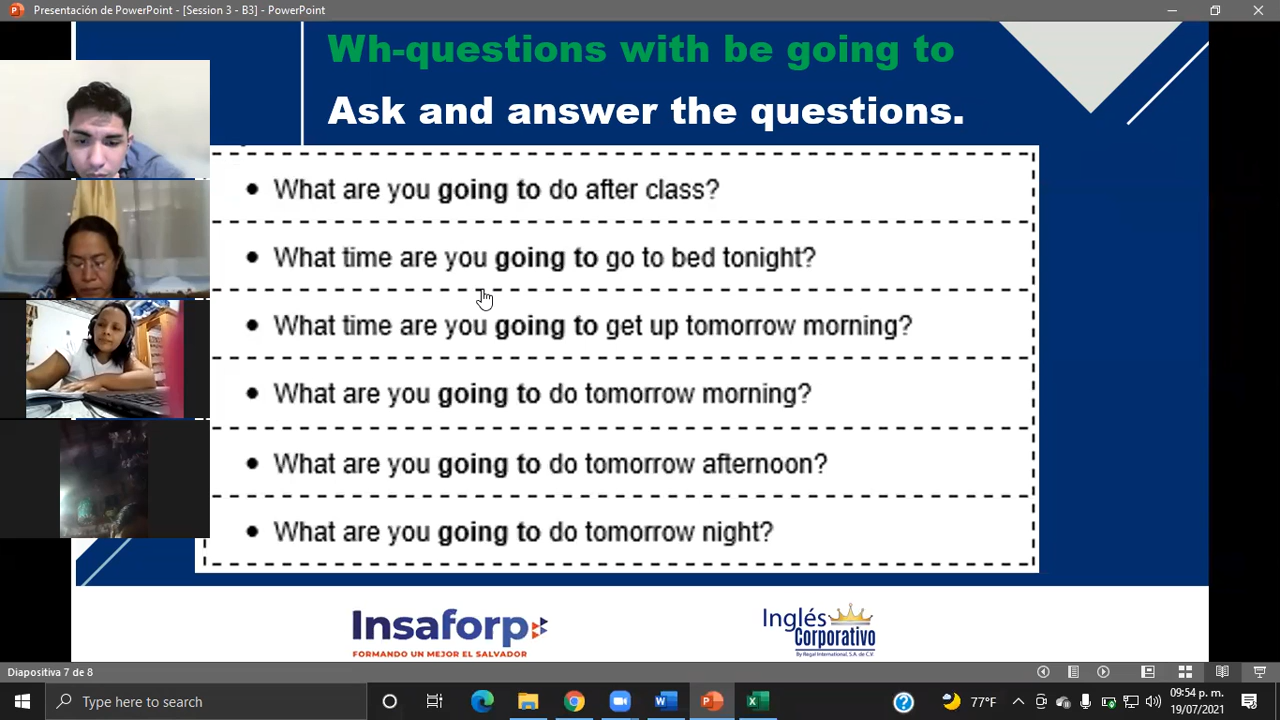 Presentación de PowerPoint - [Session 3 - B3] - PowerPoint
Wh-questions with be going to
Ask and answer the questions.
• What are you going to do after class?
• What time are you going to go to bed tonight?
• What time are you going to get up tomorrow morning?
• What are you going to do tomorrow morning?
• What are you going to do tomorrow afternoon?
• What are you going to do tomorrow night?
Insaforp
FORMANDO UN MEJOR EL SALVADOR
Inglés
Corporativo
By Regal International, S.A. de C.V.
Diapositiva 7 de 8
Type here to search
77°F
09:54 p. m.
19/07/2021